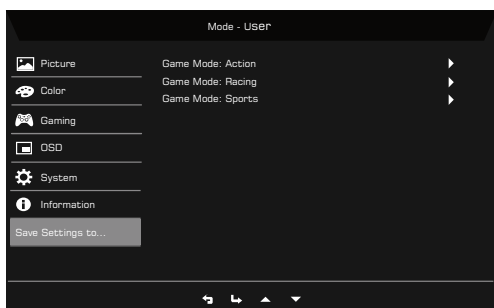 Mode - User
Picture
Color
Gaming
OSD
System
Information
Save Settings to...
Game Mode: Action
Game Mode: Racing
Game Mode: Sports